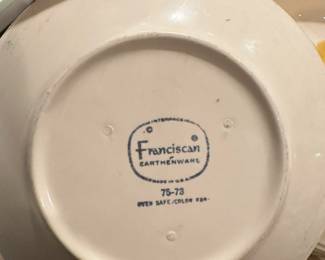 INTERPACE
©
Franciscan
EARTHENWARE
MADE IN U.S.A.
75-73
OVEN SAFE/COLOR